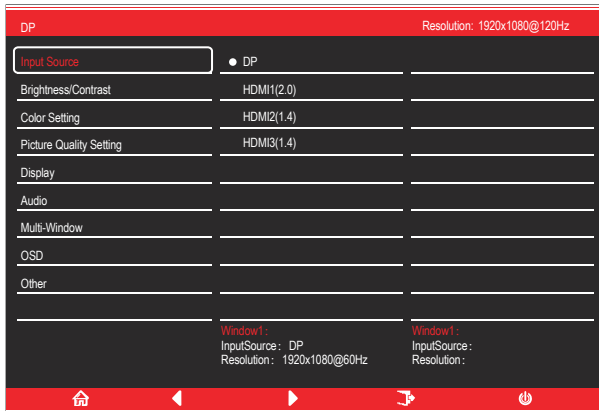 DP
Resolution: 1920x1080@120Hz
Input Source
DP
Brightness/Contrast
HDMI1(2.0)
Color Setting
HDMI2(1.4)
Picture Quality Setting
HDMI3(1.4)
Display
Audio
Multi-Window
OSD
Other
Window1 :
InputSource : DP
Resolution : 1920x1080@60Hz
Window1 :
InputSource :
Resolution :